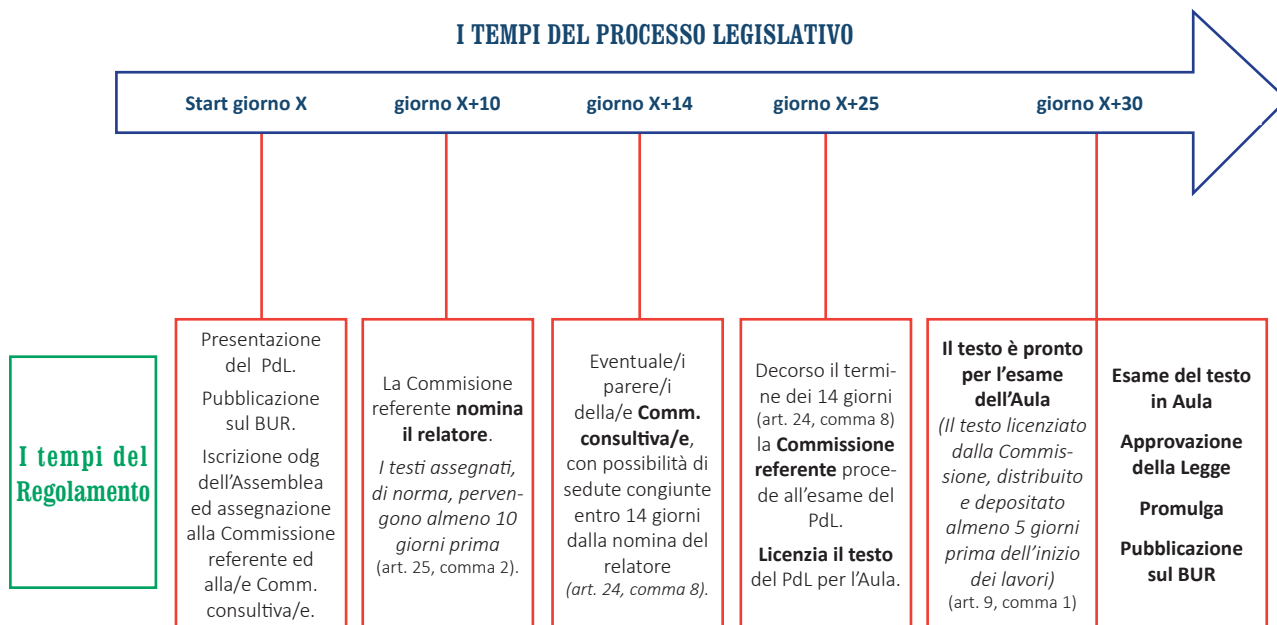 I TEMPI DEL PROCESSO LEGISLATIVO
Start giorno X
giorno X+10
giorno X+14
giorno X+25
giorno X+30
I tempi del
Regolamento
Presentazione
del PdL.
Pubblicazione
sul BUR.
Iscrizione odg
dell'Assemblea
ed assegnazione
alla Commissione
referente ed
alla/e Comm.
consultiva/e.
La Commisione
referente nomina
il relatore.
I testi assegnati,
di norma, perven-
gono almeno 10
giorni prima
(art. 25, comma 2).
Eventuale/i
parere/i
della/e Comm.
consultiva/e,
con possibilità di
sedute congiunte
entro 14 giorni
dalla nomina del
relatore
(art. 24, comma 8).
Decorso il termi-
ne dei 14 giorni
(art. 24, comma 8)
la Commissione
referente proce-
de all'esame del
PdL.
Licenzia il testo
del PdL per l'Aula.
Il testo è pronto
per l'esame
dell'Aula
(Il testo licenziato
dalla Commis-
sione, distribuito
e depositato
almeno 5 giorni
prima dell'inizio
dei lavori)
(art. 9, comma 1)
Esame del testo
in Aula
Approvazione
della Legge
Promulga
Pubblicazione
sul BUR